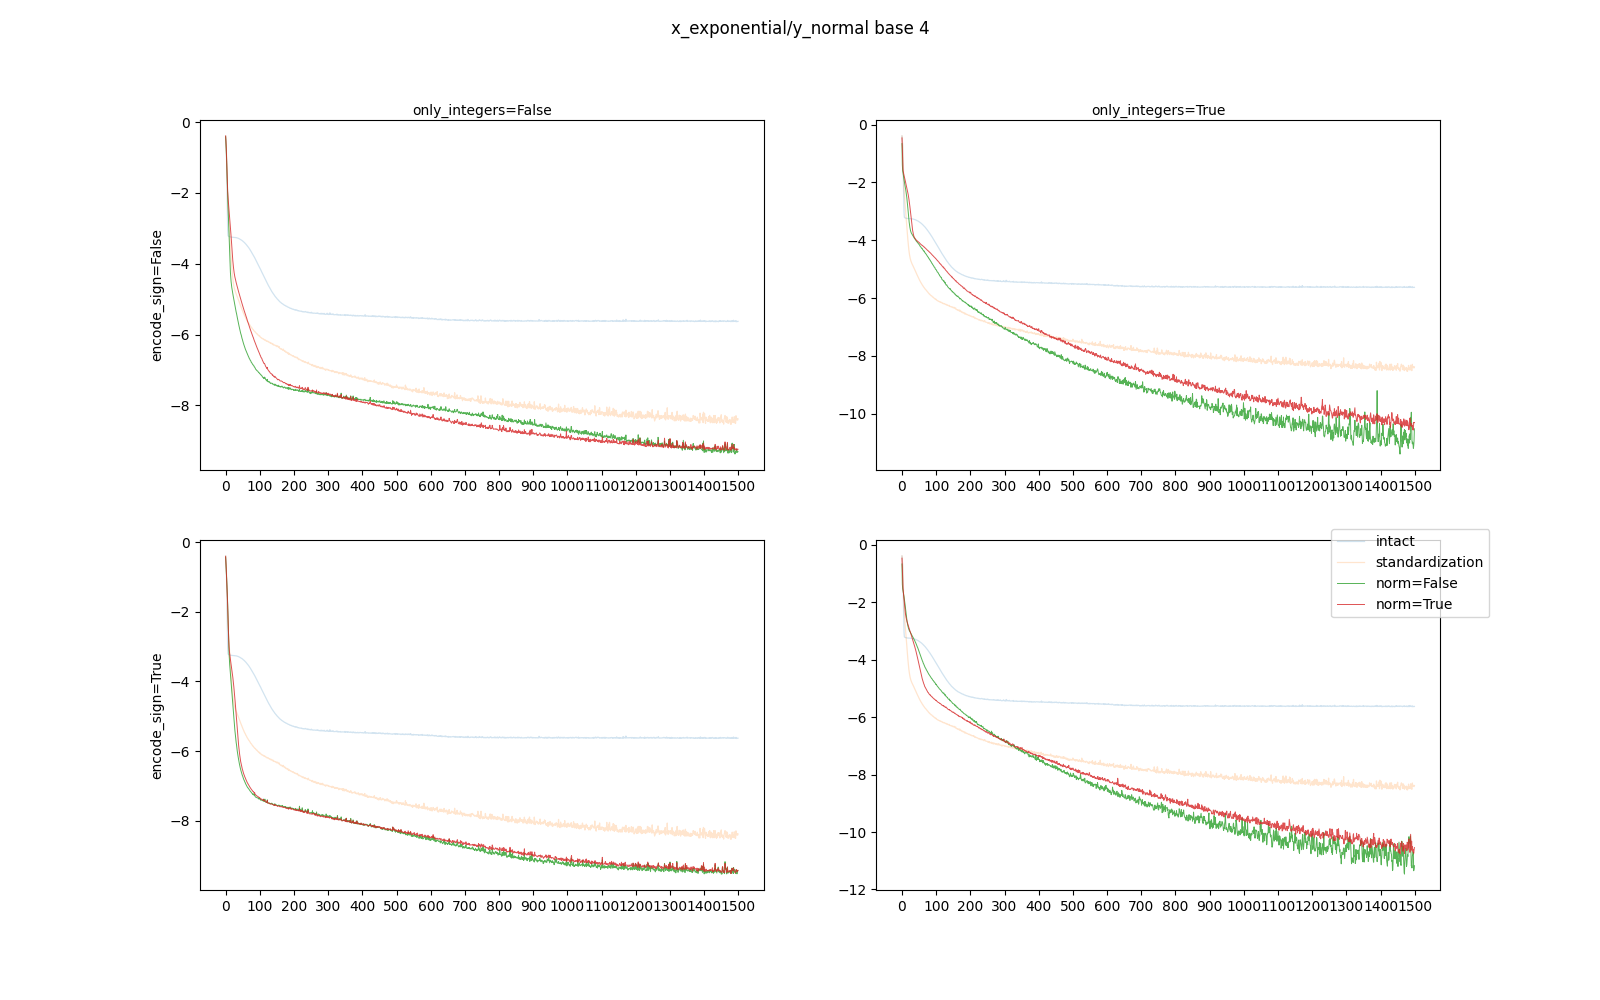 x_exponential/y_normal base 4
only_integers=False
only_integers=True
encode_sign=False
0
−2
−4
−6
−8
0 100 200 300 400 500 600 700 800 900 1000 1100 1200 1300 1400 1500
0
−2
−4
−6
−8
−10
0 100 200 300 400 500 600 700 800 900 1000 1100 1200 1300 1400 1500
encode_sign=True
0
−2
−4
−6
−8
0 100 200 300 400 500 600 700 800 900 1000 1100 1200 1300 1400 1500
0
−2
−4
−6
−8
−10
−12
0 100 200 300 400 500 600 700 800 900 1000 1100 1200 1300 1400 1500
intact
standardization
norm=False
norm=True